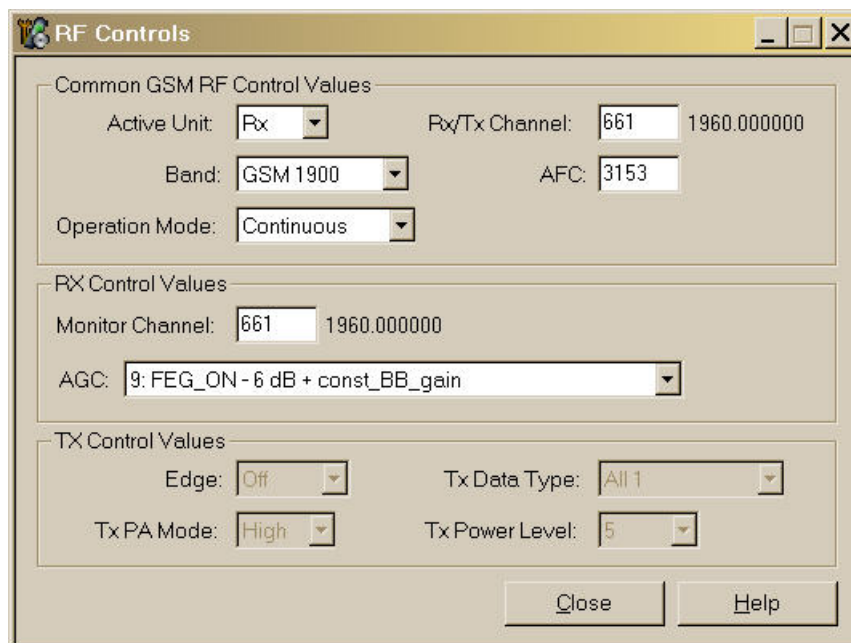 RF Controls
Common GSM RF Control Values
Active Unit: Rx Rx/Tx Channel: 661 1960.000000
Band: GSM 1900 AFC: 3153
Operation Mode: Continuous
RX Control Values
Monitor Channel: 661 1960.000000
AGC: 9: FEG_ON - 6 dB + const_BB_gain
TX Control Values
Edge: Off Tx Data Type: All 1
Tx PA Mode: High Tx Power Level: 5
Close Help